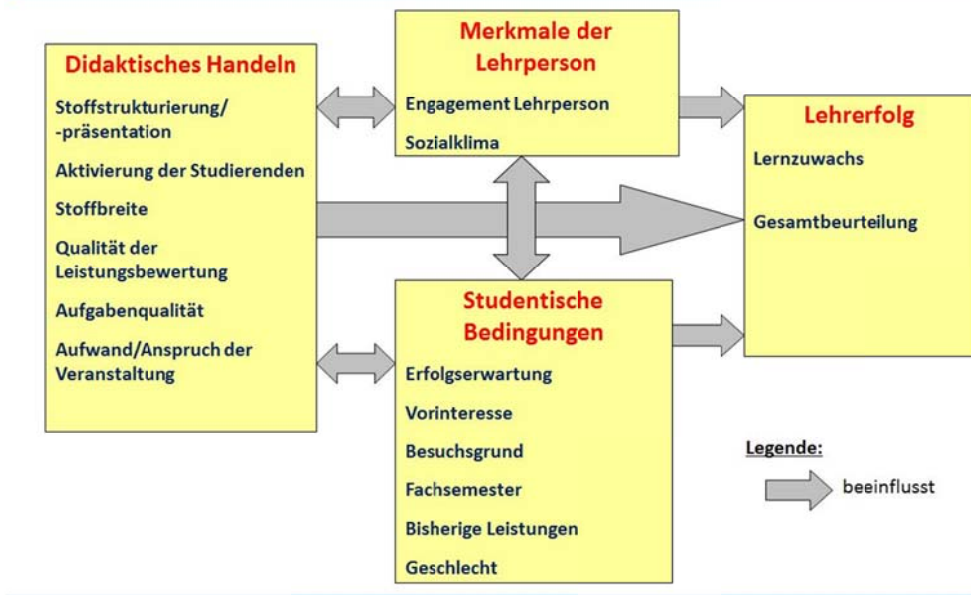 Didaktisches Handeln
Stoffstrukturierung/
-präsentation
Aktivierung der Studierenden
Stoffbreite
Qualität der
Leistungsbewertung
Aufgabenqualität
Aufwand/Anspruch der
Veranstaltung
Merkmale der
Lehrperson
Engagement Lehrperson
Sozialklima
Studentische
Bedingungen
Erfolgserwartung
Vorinteresse
Besuchsgrund
Fachsemester
Bisherige Leistungen
Geschlecht
Lehrerfolg
Lernzuwachs
Gesamtbeurteilung
Legende:
beeinflusst